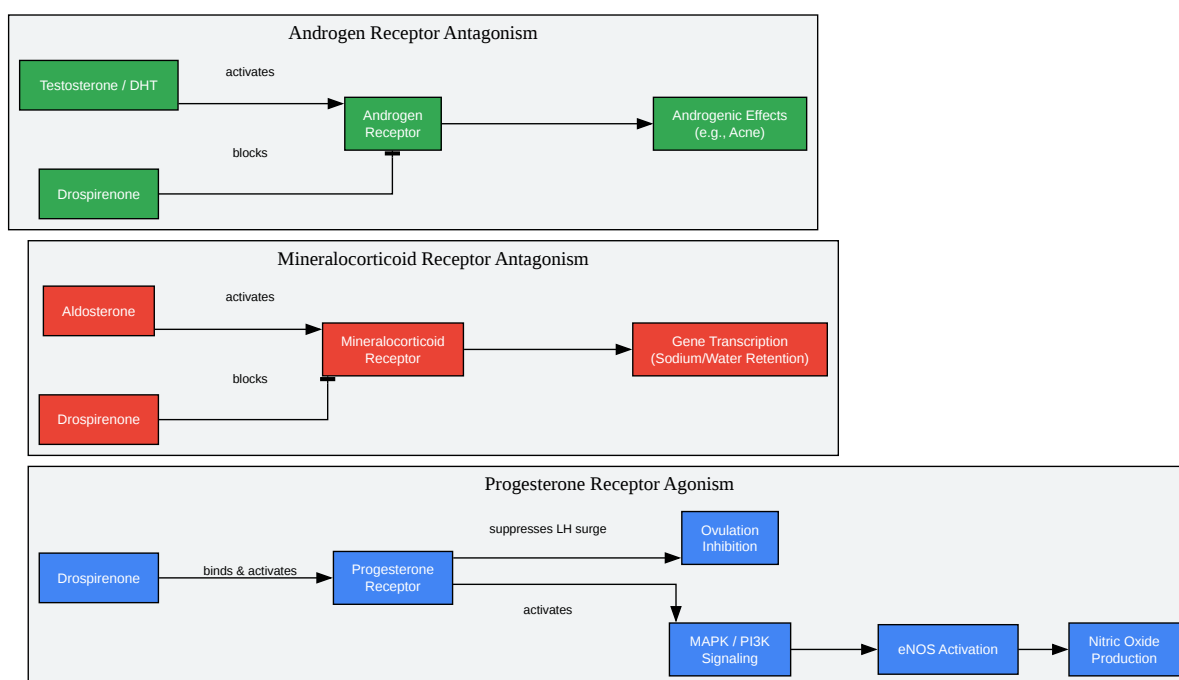 Androgen Receptor Antagonism
Testosterone / DHT
activates
Androgen
Receptor
Androgenic Effects
(e.g., Acne)
blocks
Drospirenone
Mineralocorticoid Receptor Antagonism
Aldosterone
activates
Mineralocorticoid
Receptor
Gene Transcription
(Sodium/Water Retention)
blocks
Drospirenone
Progesterone Receptor Agonism
suppresses LH surge
Ovulation
Inhibition
Drospirenone
binds & activates
Progesterone
Receptor
activates
MAPK / PI3K
Signaling
eNOS Activation
Nitric Oxide
Production